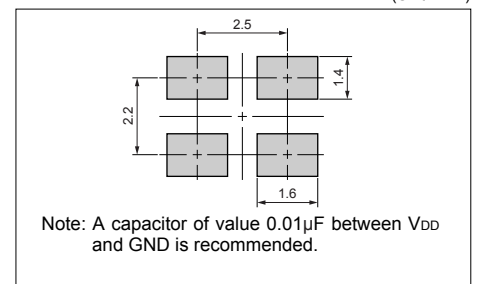 2.5
1.4
2.2
1.6
Note: A capacitor of value 0.01µF between VDD
and GND is recommended.